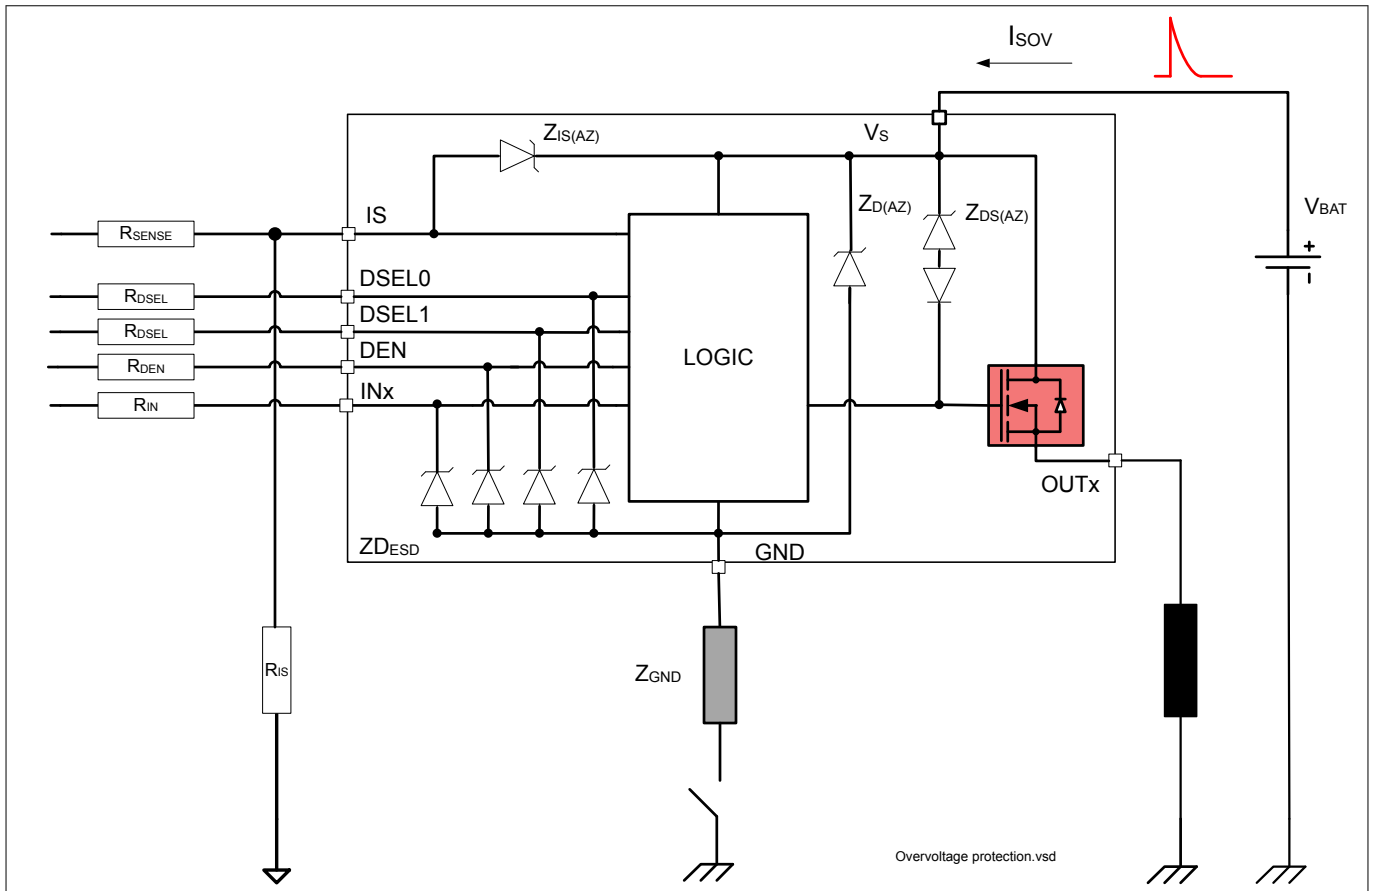 ISOV
ZIS(AZ)
VS
IS
ZD(AZ)
ZDS(AZ)
VBAT
RSENSE
+
-
DSEL0
RDSEL
DSEL1
RDSEL
DEN
LOGIC
RDEN
INx
RIN
OUTx
ZDESD
GND
RIS
ZGND
Overvoltage protection.vsd